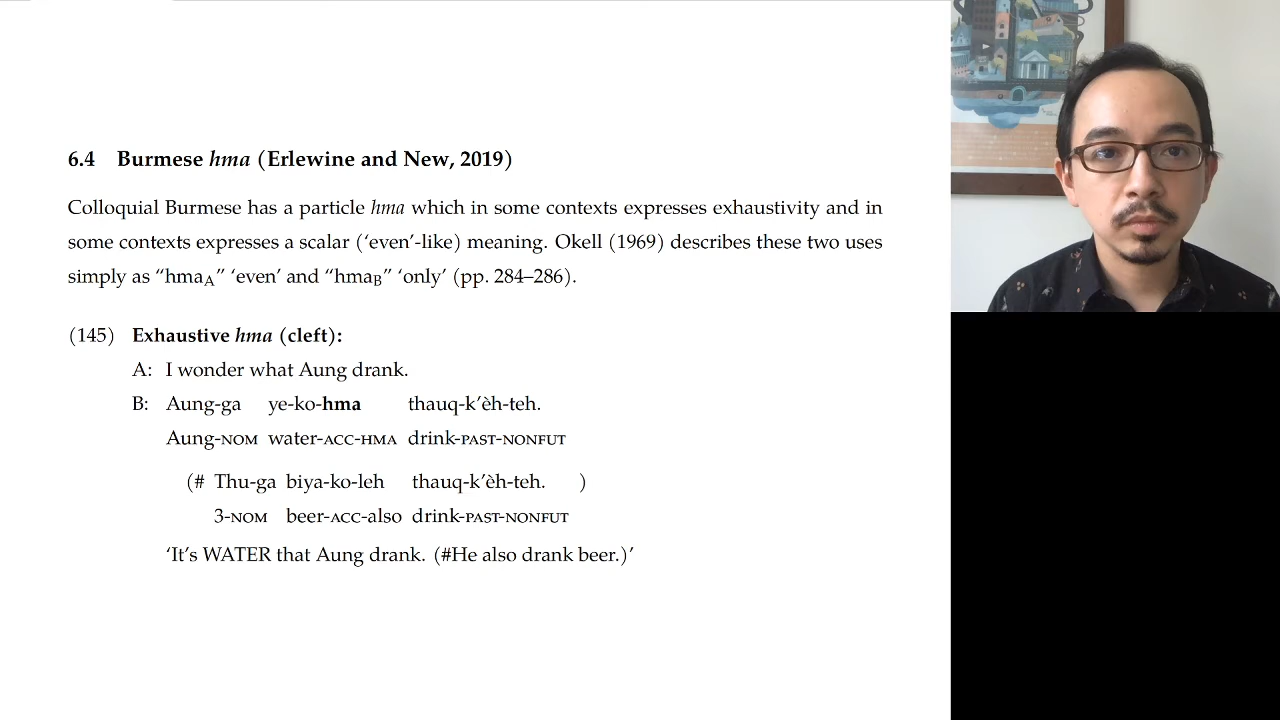 6.4 Burmese hma (Erlewine and New, 2019)
Colloquial Burmese has a particle hma which in some contexts expresses exhaustivity and in
some contexts expresses a scalar (‘even’-like) meaning. Okell (1969) describes these two uses
simply as “hmaA” ‘even’ and “hmaB” ‘only’ (pp. 284–286).
(145) Exhaustive hma (cleft):
A: I wonder what Aung drank.
B: Aung-ga ye-ko-hma thauq-k’èh-teh.
Aung-NOM water-ACC-HMA drink-PAST-NONFUT
(# Thu-ga biya-ko-leh thauq-k’èh-teh. )
3-NOM beer-ACC-also drink-PAST-NONFUT
‘It’s WATER that Aung drank. (#He also drank beer.)’